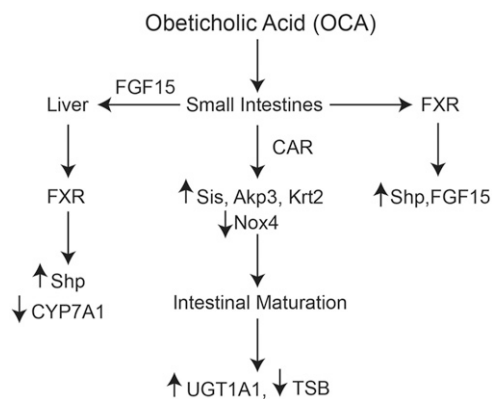 Obeticholic Acid (OCA)
FGF15
Liver
Small Intestines
FXR
CAR
↑ Sis, Akp3, Krt2
↓ Nox4
↑ Shp,FGF15
FXR
↑ Shp
↓ CYP7A1
Intestinal Maturation
↑ UGT1A1, ↓ TSB